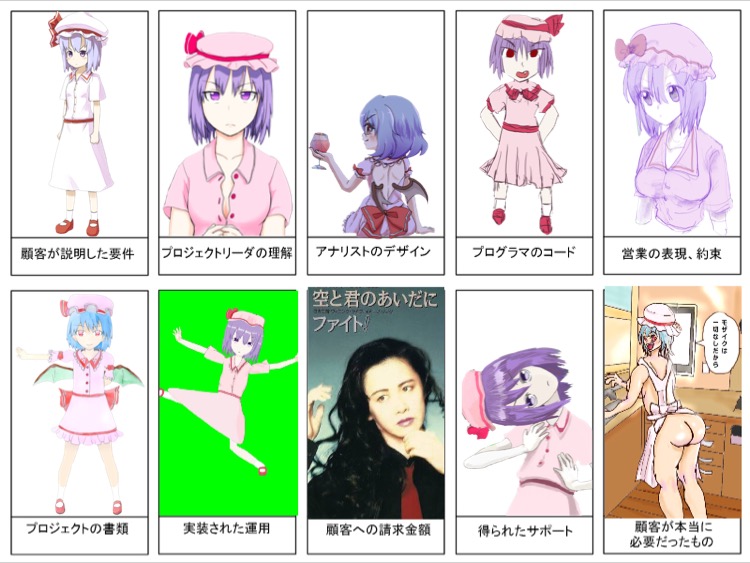 顧客が説明した要件
プロジェクトリーダの理解
アナリストのデザイン
プログラマのコード
営業の表現、約束
空と君のあいだに
ファイト!
モザイクは
一切なしだから
プロジェクトの書類
実装された運用
顧客への請求金額
得られたサポート
顧客が本当に
必要だったもの